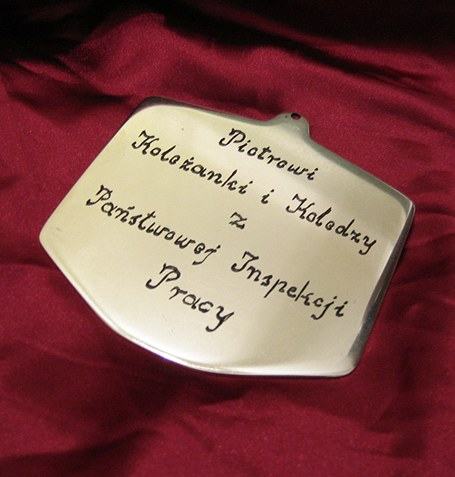 Piotrowi
Koleżanki i Koledzy
z
Państwowej Inspekcji
Pracy